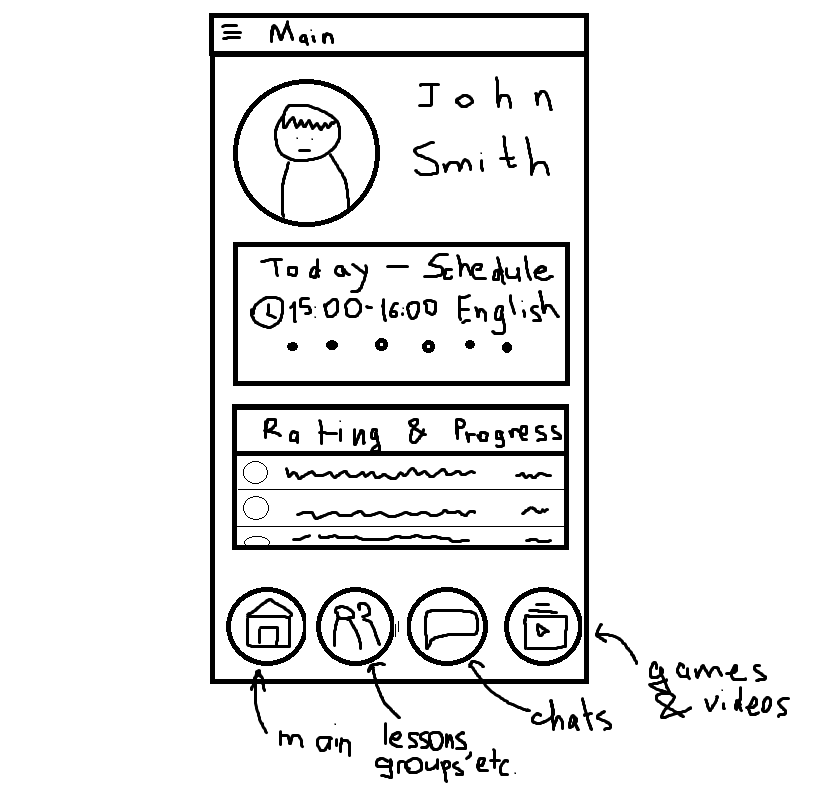 Main
John
Smith
Today - Schedule
15:00-16:00 English
Rating & Progress
main
lessons,
groups, etc.
chats
games
& videos